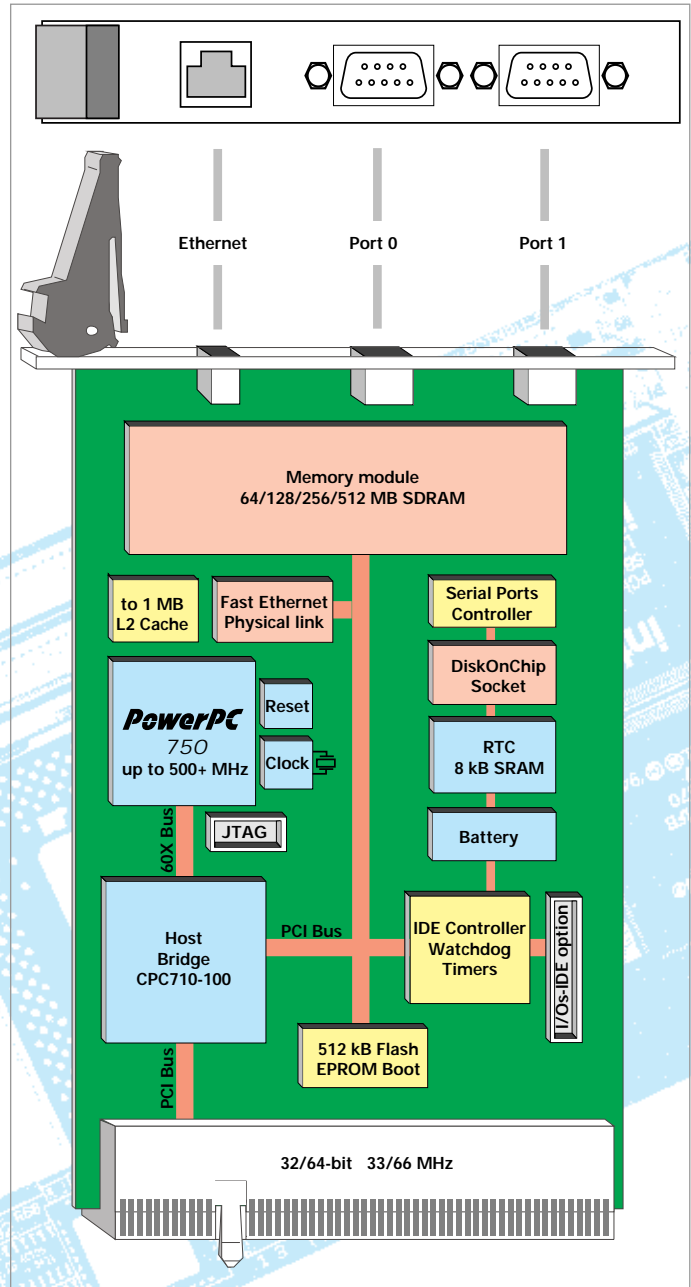 Ethernet
Port 0
Port 1
Memory module
64/128/256/512 MB SDRAM
to 1 MB
L2 Cache
Fast Ethernet
Physical link
Serial Ports
Controller
DiskOnChip
Socket
PowerPC
750
up to 500+ MHz
Reset
Clock
RTC
8 kB SRAM
60X Bus
JTAG
Battery
Host
Bridge
CPC710-100
PCI Bus
IDE Controller
Watchdog
Timers
I/Os-IDE option
512 kB Flash
EPROM Boot
PCI Bus
32/64-bit 33/66 MHz